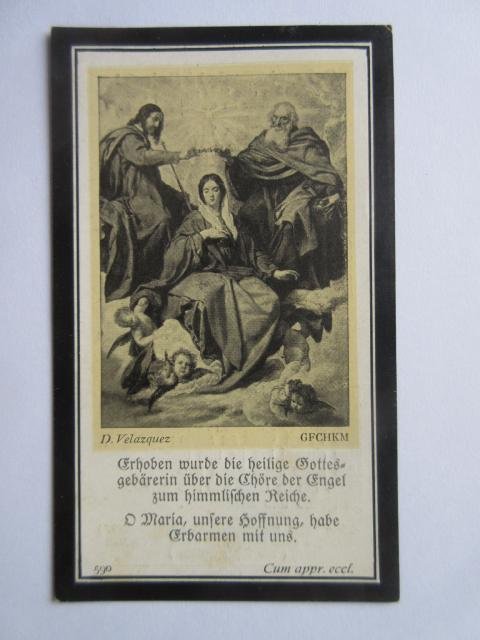 D. Velazquez GFCHKM
Erhoben wurde die heilige Gottes=
gebärerin über die Chöre der Engel
zum himmlischen Reiche.
O Maria, unsere Hoffnung, habe
Erbarmen mit uns.
590 Cum appr. eccl.